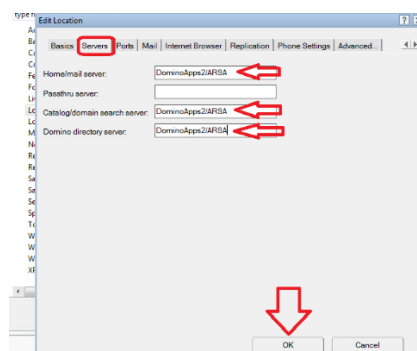 type n
Edit Location
Basics Servers Ports Mail Internet Browser Replication Phone Settings Advanced...
Home/mail server: DominoApps2/ARSA
Passthru server:
Catalog/domain search server: DominoApps2/ARSA
Domino directory server: DominoApps2/ARSA
OK Cancel